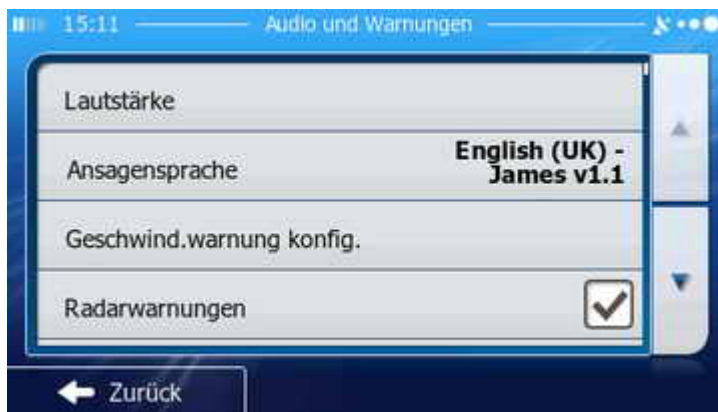 15:11 Audio und Warnungen
Lautstärke
Ansagensprache
English (UK) -
James v1.1
Geschwind.warnung konfig.
Radarwarnungen
Zurück